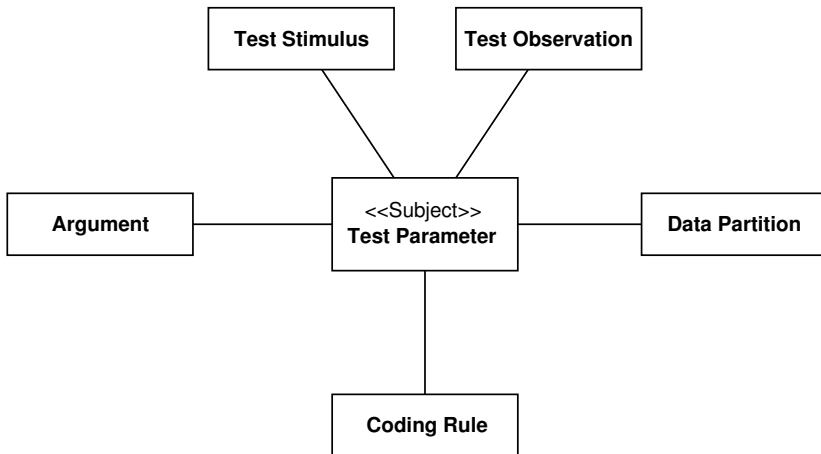 Test Stimulus
Test Observation
Argument
<<Subject>>
Test Parameter
Data Partition
Coding Rule